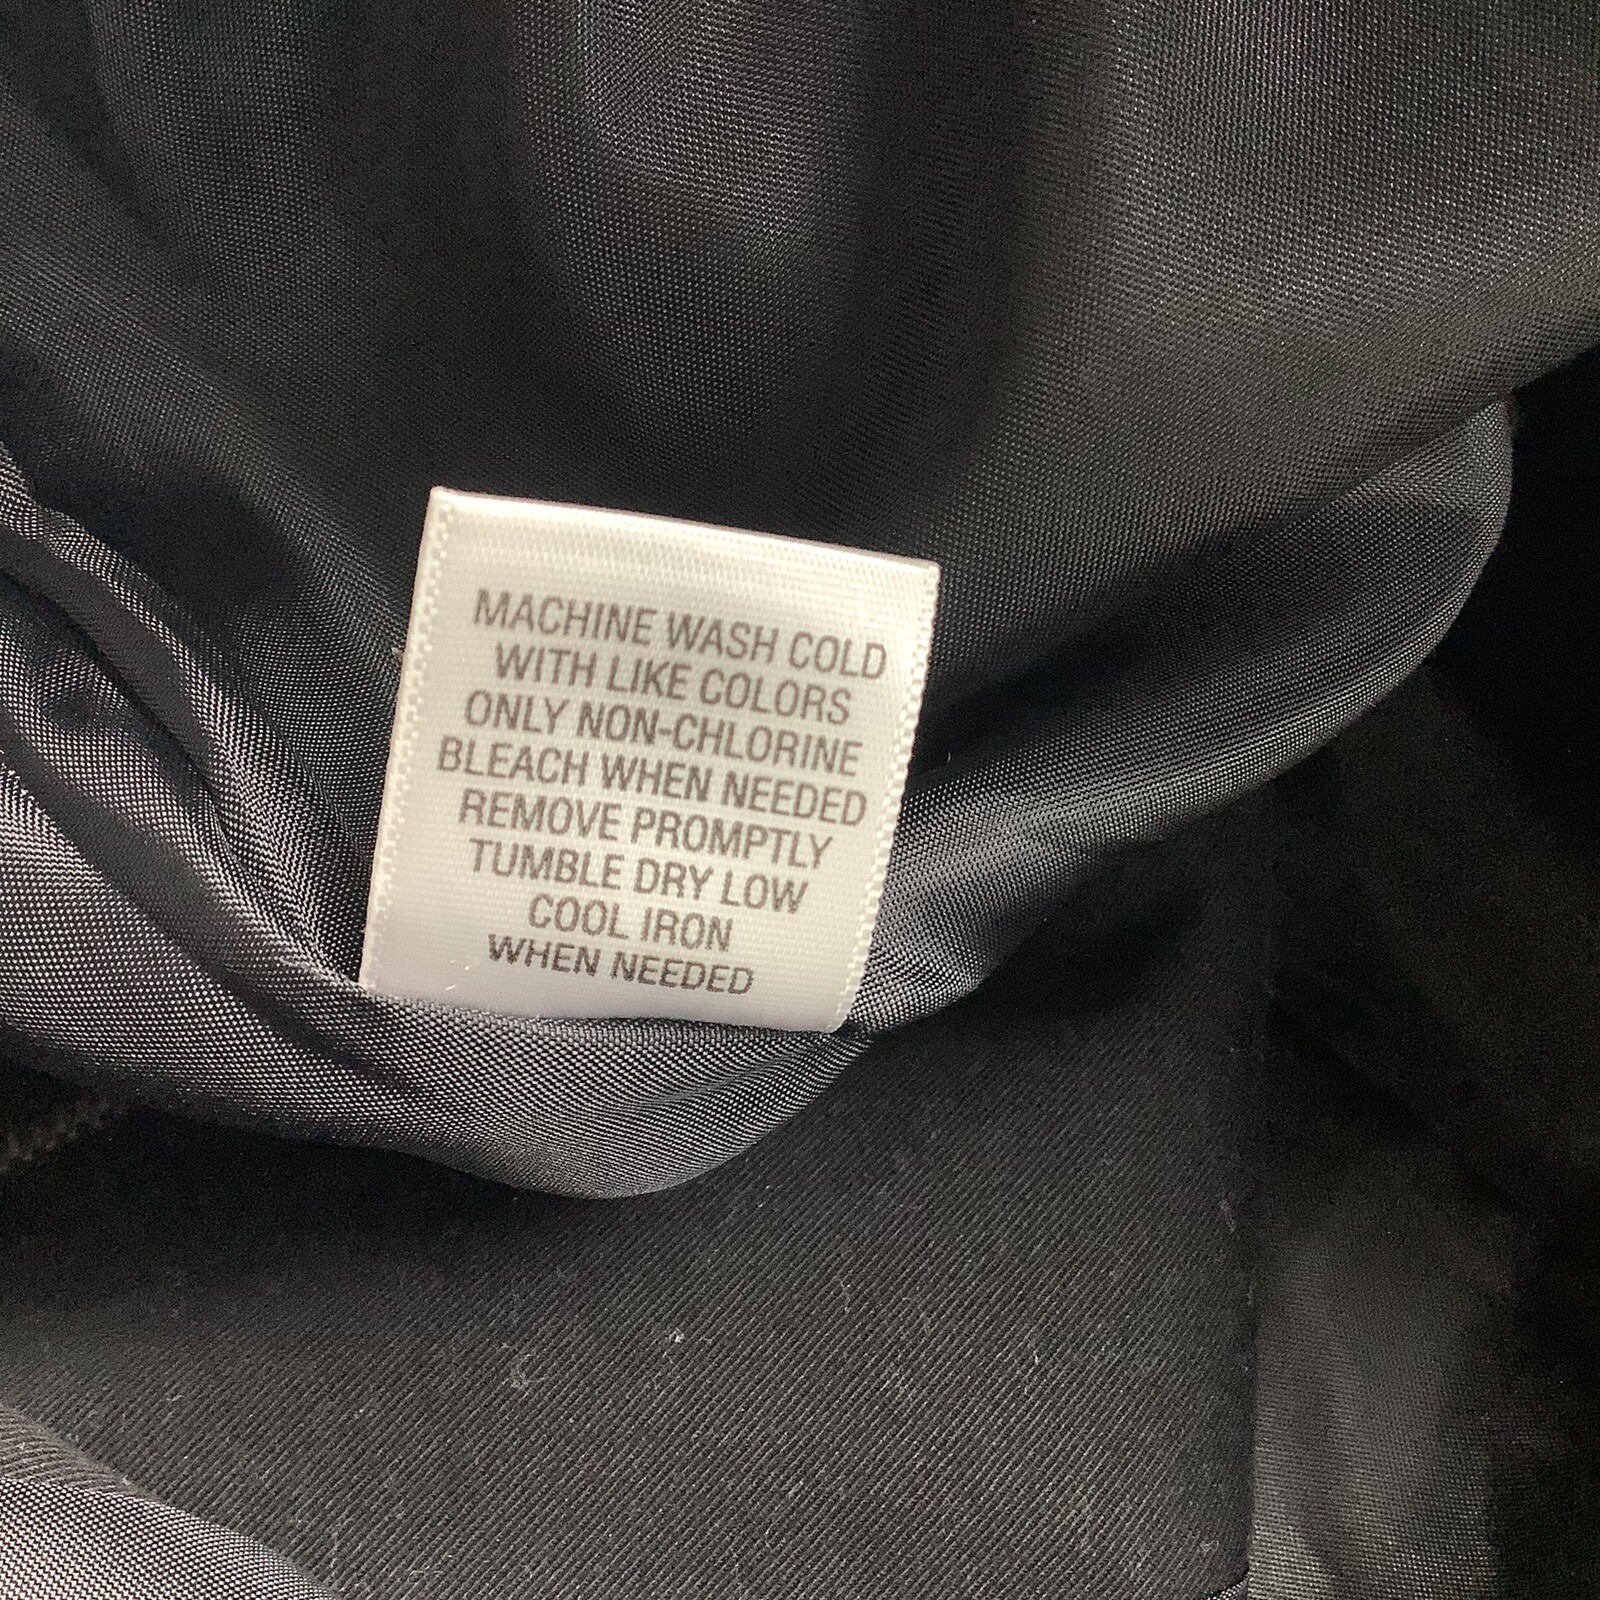 MACHINE WASH COLD
WITH LIKE COLORS
ONLY NON-CHLORINE
BLEACH WHEN NEEDED
REMOVE PROMPTLY
TUMBLE DRY LOW
COOL IRON
WHEN NEEDED